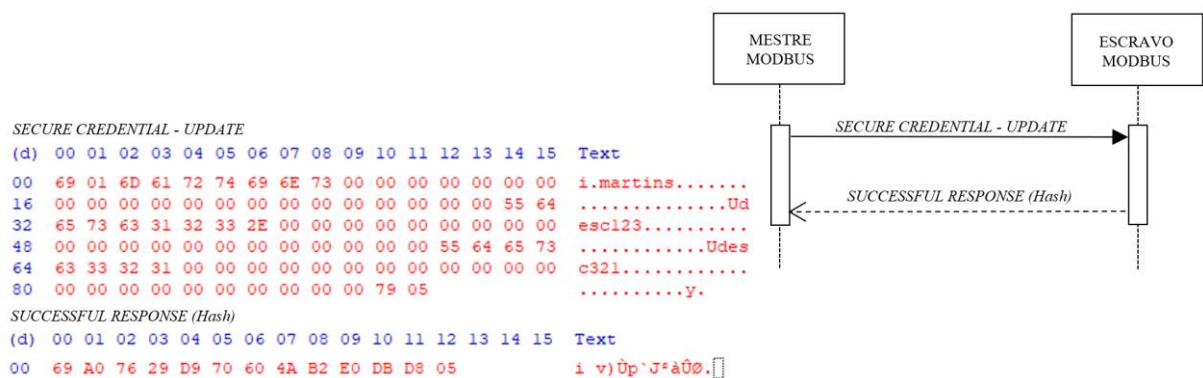 MESTRE
MODBUS
ESCRAVO
MODBUS
SECURE CREDENTIAL - UPDATE
SUCCESSFUL RESPONSE (Hash)
SECURE CREDENTIAL - UPDATE
(d) 00 01 02 03 04 05 06 07 08 09 10 11 12 13 14 15 Text
00 69 01 6D 61 72 74 69 6E 73 00 00 00 00 00 00 00 i.martins.......
16 00 00 00 00 00 00 00 00 00 00 00 00 00 00 55 64 ..............Ud
32 65 73 63 31 32 33 2E 00 00 00 00 00 00 00 00 00 esc123..........
48 00 00 00 00 00 00 00 00 00 00 00 00 55 64 65 73 ............Udes
64 63 33 32 31 00 00 00 00 00 00 00 00 00 00 00 00 c321............
80 00 00 00 00 00 00 00 00 00 00 79 05 ..........y.
SUCCESSFUL RESPONSE (Hash)
(d) 00 01 02 03 04 05 06 07 08 09 10 11 12 13 14 15 Text
00 69 A0 76 29 D9 70 60 4A B2 E0 DB D8 05 i v)Ùp`J²àÛØ.